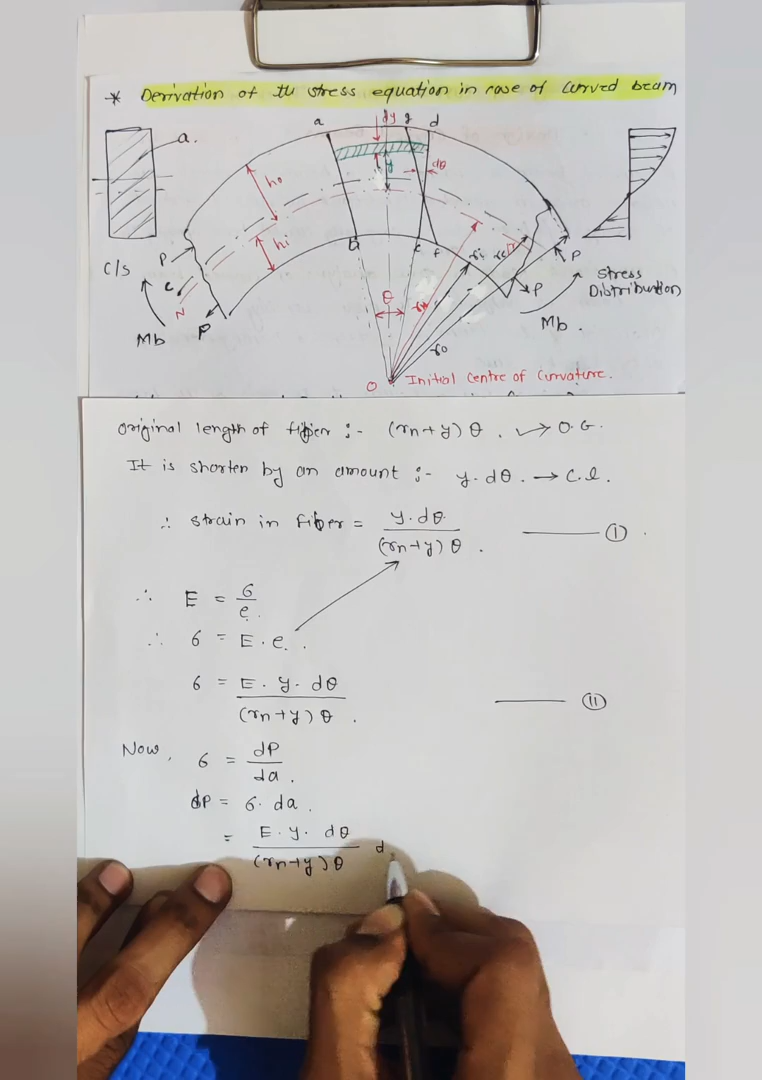 * Derivation of the stress equation in case of curved beam
a.
a dy g d
y dθ
ho
hi
b c f
P
C/s
c
N
Mb
P
θ
rn ri rc
ro
P
P
Mb.
Stress
Distribution
O Initial centre of curvature.
Original length of fiber :- (rn+y) θ. → O.G.
It is shorten by an amount :- y. dθ. → C.l.
∴ strain in fiber = y.dθ. / (rn+y) θ. —— (I).
∴ E = σ / e.
∴ σ = E. e.
σ = E. y. dθ / (rn+y) θ. —— (II)
Now, σ = dP / da.
dP = σ. da.
= E. y. dθ / (rn+y) θ d